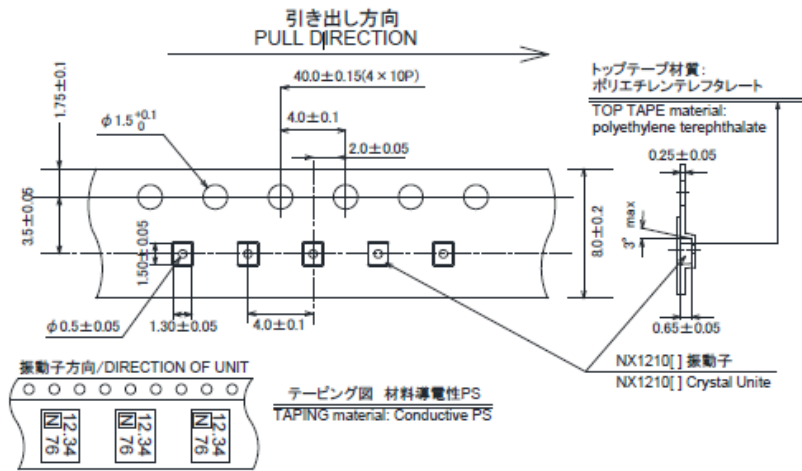 引き出し方向
PULL DIRECTION
40.0±0.15(4×10P)
4.0±0.1
2.0±0.05
1.75±0.1
φ1.5 +0.1 0
3.5±0.05
1.50±0.05
φ0.5±0.05
1.30±0.05
4.0±0.1
8.0±0.2
トップテープ材質:
ポリエチレンテレフタレート
TOP TAPE material:
polyethylene terephthalate
0.25±0.05
3° max
0.65±0.05
NX1210[ ] 振動子
NX1210[ ] Crystal Unite
振動子方向/DIRECTION OF UNIT
12.34
N 76
12.34
N 76
12.34
N 76
テーピング図 材料導電性PS
TAPING material: Conductive PS